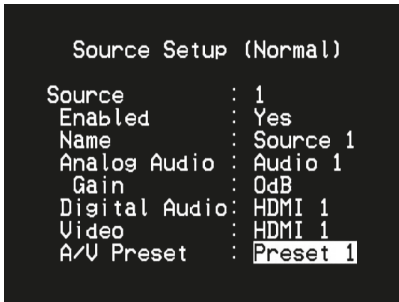 Source Setup (Normal)
Source : 1
Enabled : Yes
Name : Source 1
Analog Audio : Audio 1
Gain : 0dB
Digital Audio: HDMI 1
Video : HDMI 1
A/V Preset : Preset 1